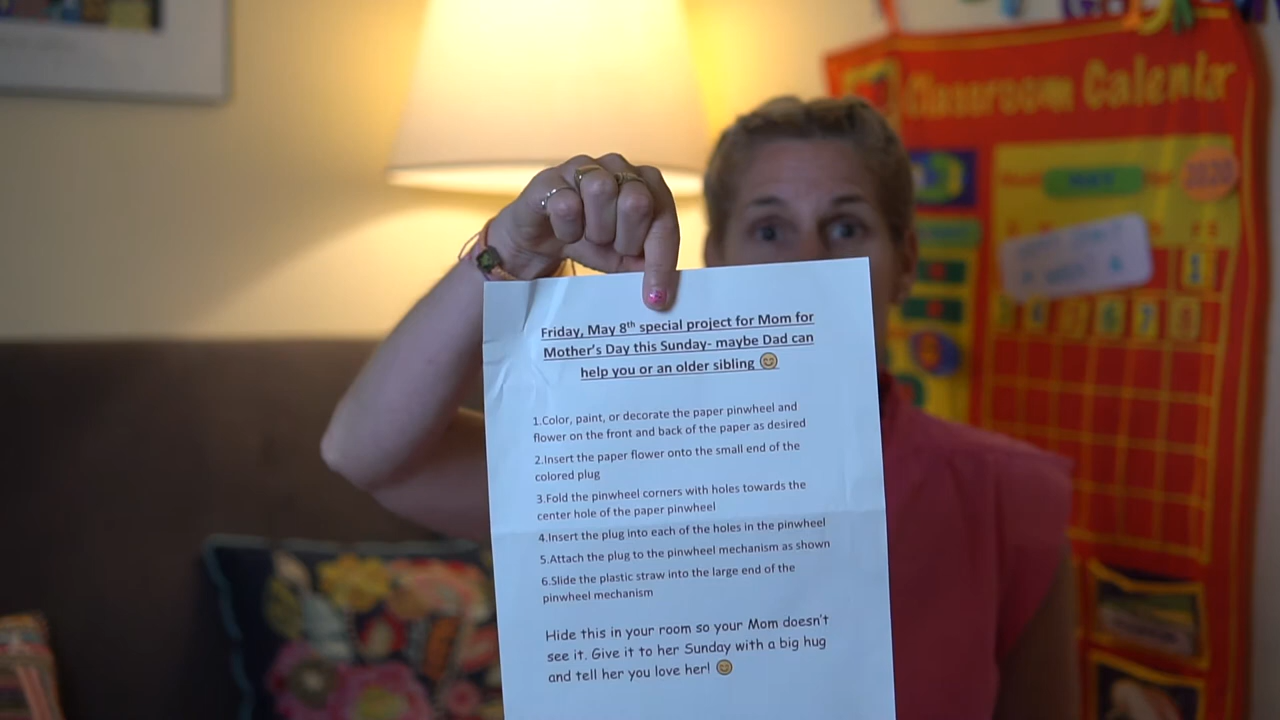 Classroom Calendar
MAY
2020
Friday, May 8th special project for Mom for
Mother's Day this Sunday- maybe Dad can
help you or an older sibling 😊
1.Color, paint, or decorate the paper pinwheel and
flower on the front and back of the paper as desired
2.Insert the paper flower onto the small end of the
colored plug
3.Fold the pinwheel corners with holes towards the
center hole of the paper pinwheel
4.Insert the plug into each of the holes in the pinwheel
5.Attach the plug to the pinwheel mechanism as shown
6.Slide the plastic straw into the large end of the
pinwheel mechanism
Hide this in your room so your Mom doesn't
see it. Give it to her Sunday with a big hug
and tell her you love her! 😊